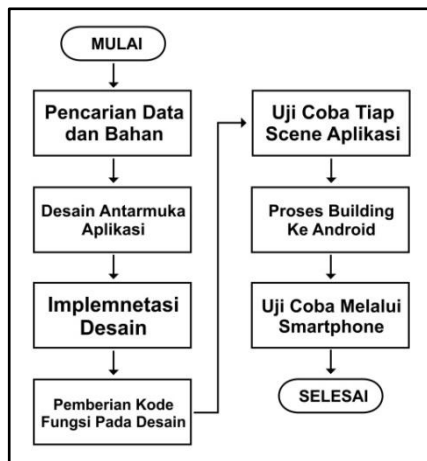 MULAI
Pencarian Data
dan Bahan
Desain Antarmuka
Aplikasi
Implemnetasi
Desain
Pemberian Kode
Fungsi Pada Desain
Uji Coba Tiap
Scene Aplikasi
Proses Building
Ke Android
Uji Coba Melalui
Smartphone
SELESAI